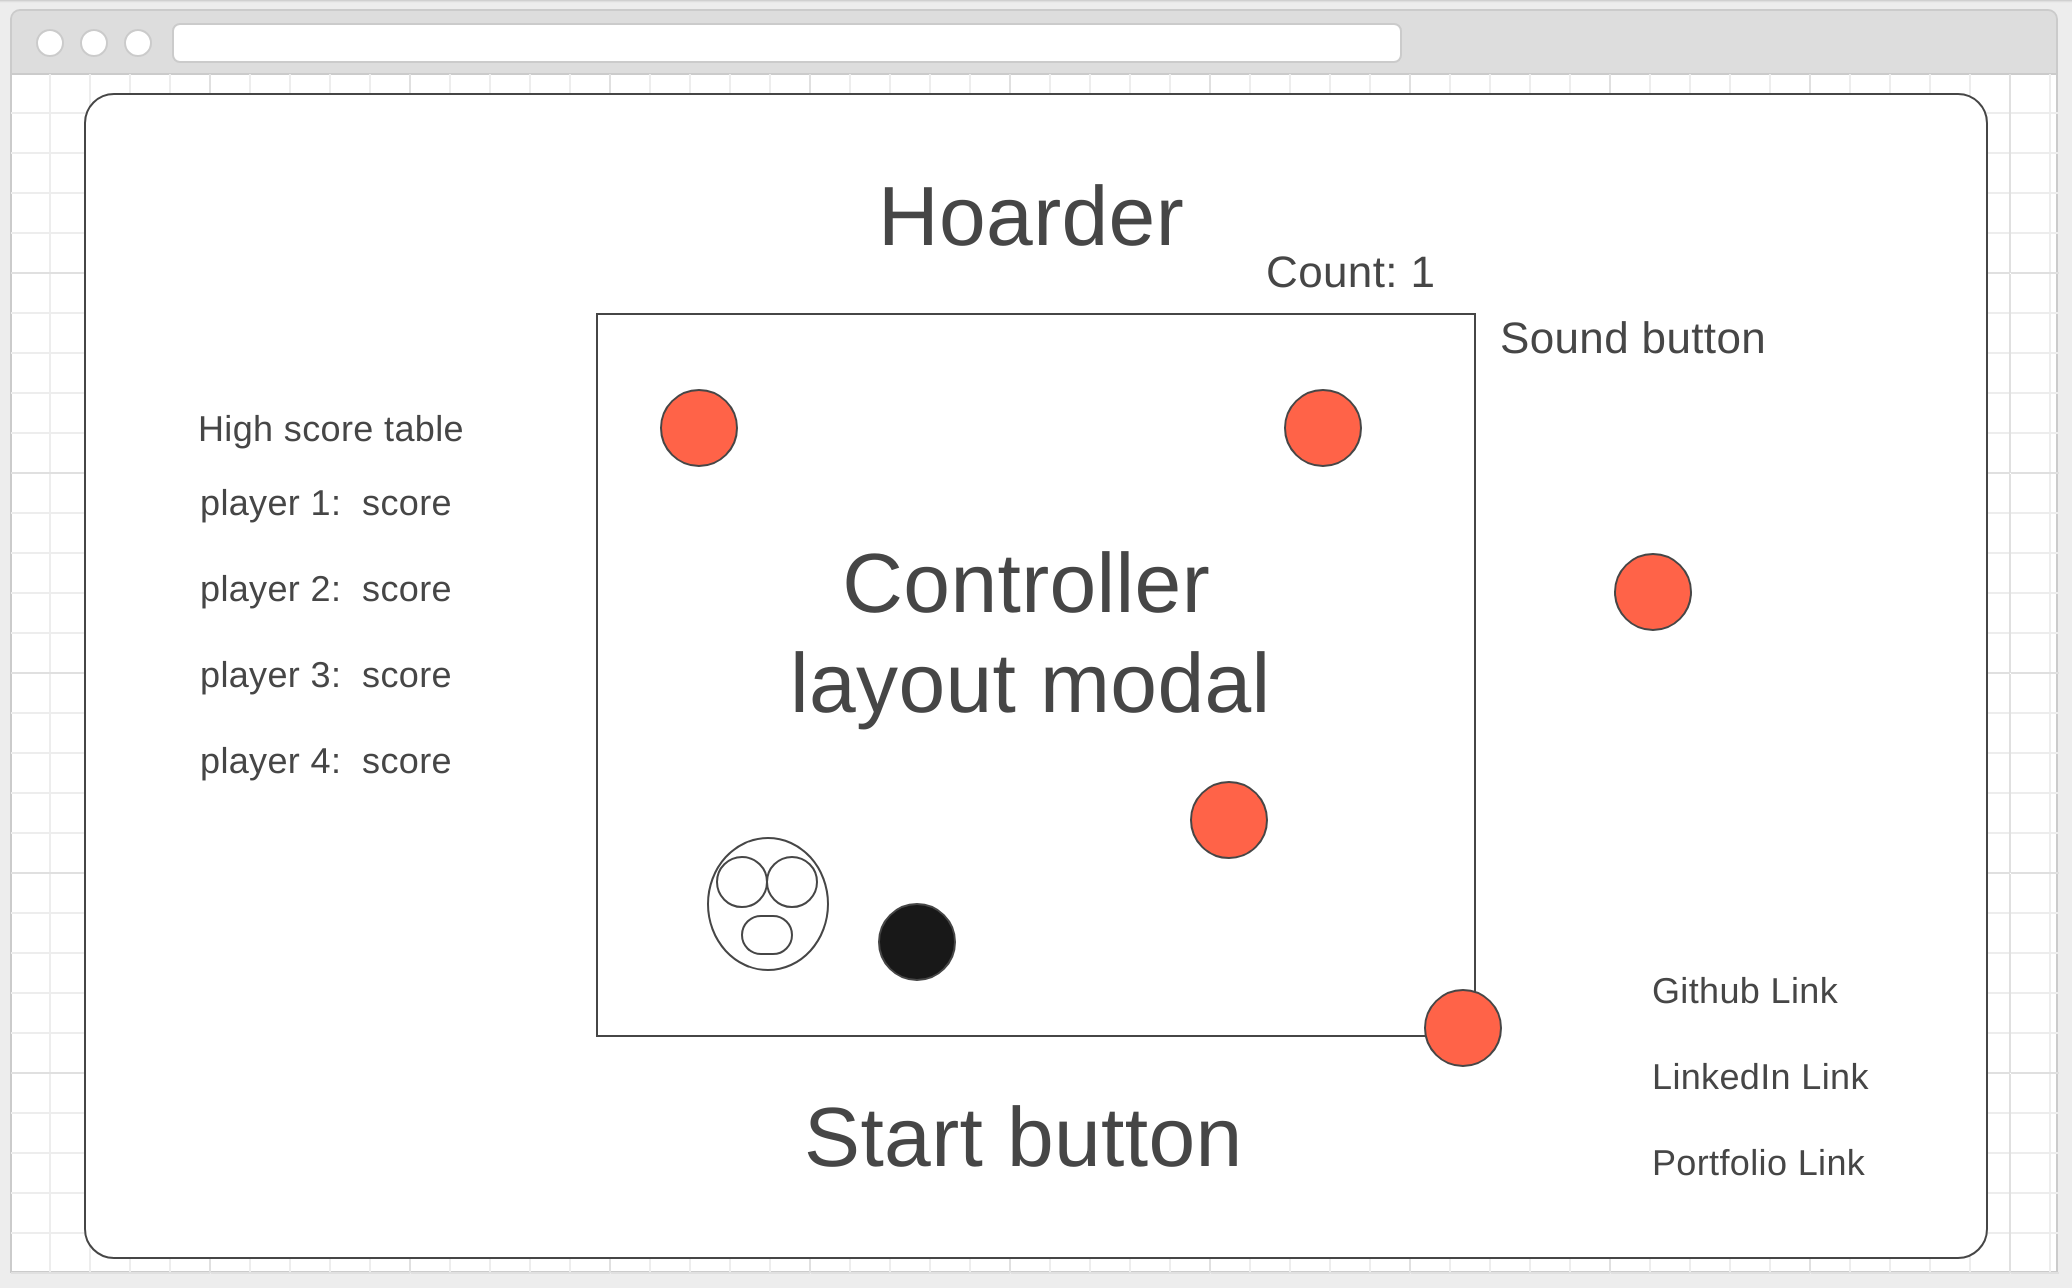 Hoarder
Count: 1
Sound button
High score table
player 1:  score
player 2:  score
player 3:  score
player 4:  score
Controller
layout modal
Github Link
LinkedIn Link
Portfolio Link
Start button